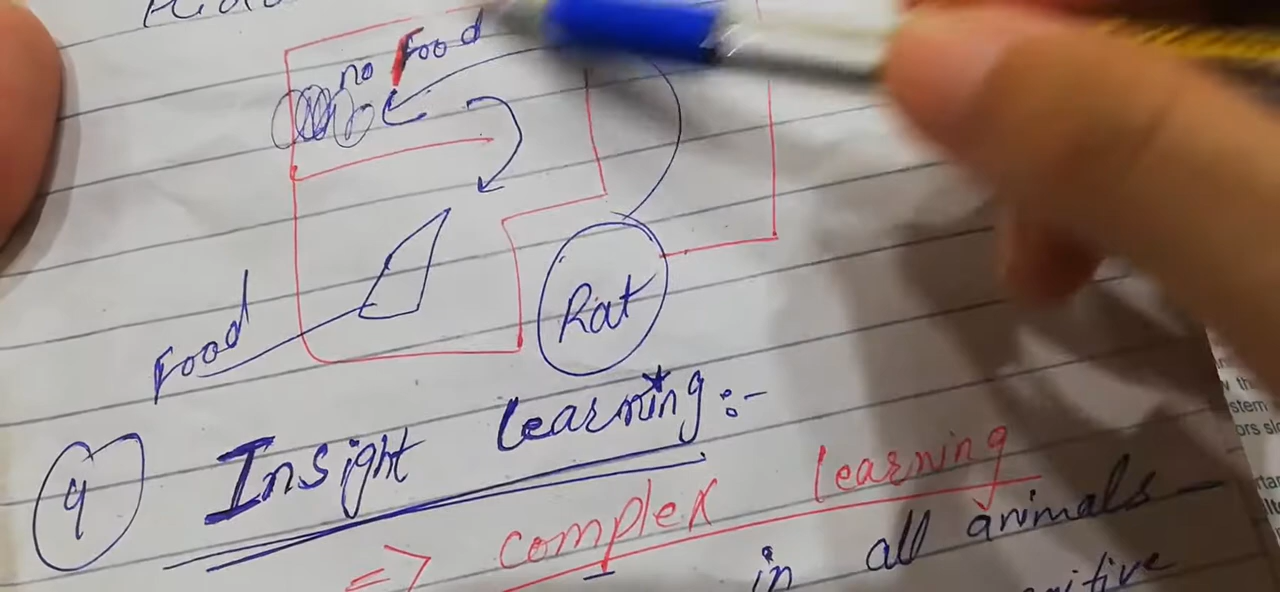 no Food
Food
Rat
4 Insight learning :-
=> complex learning
in all animals -